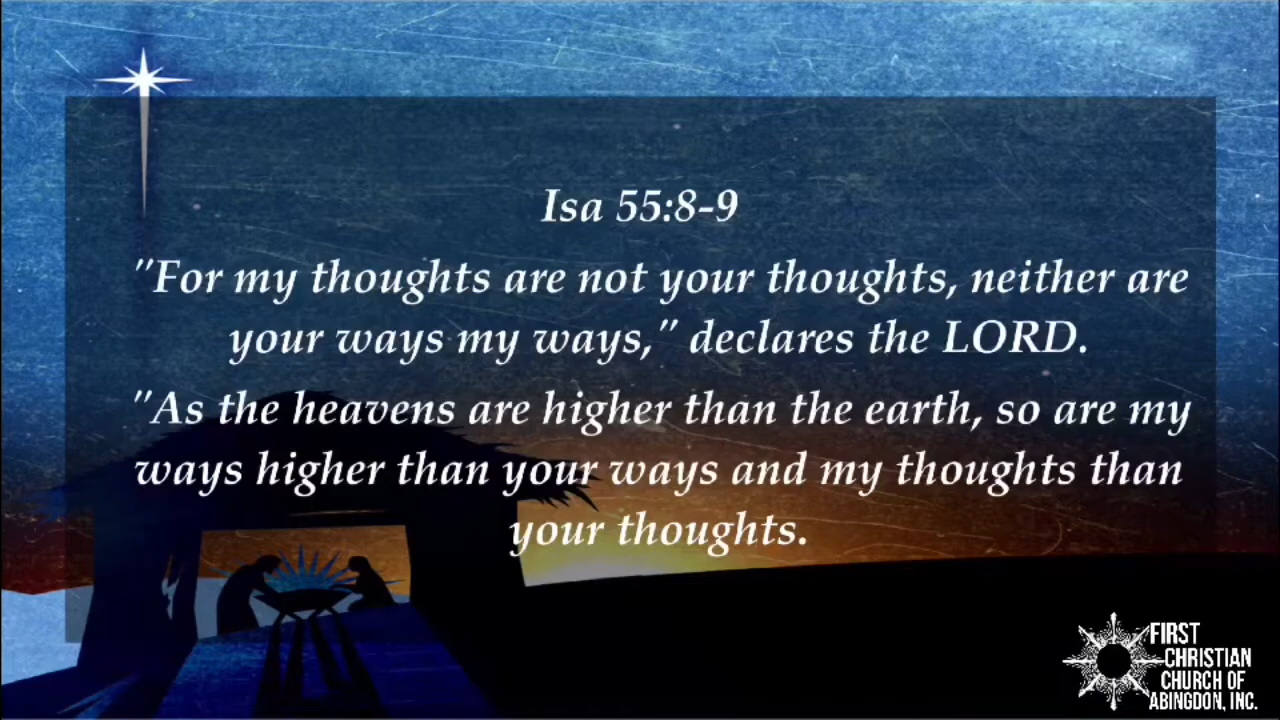 Isa 55:8-9
"For my thoughts are not your thoughts, neither are
your ways my ways," declares the LORD.
"As the heavens are higher than the earth, so are my
ways higher than your ways and my thoughts than
your thoughts.
FIRST
CHRISTIAN
CHURCH OF
ABINGDON, INC.